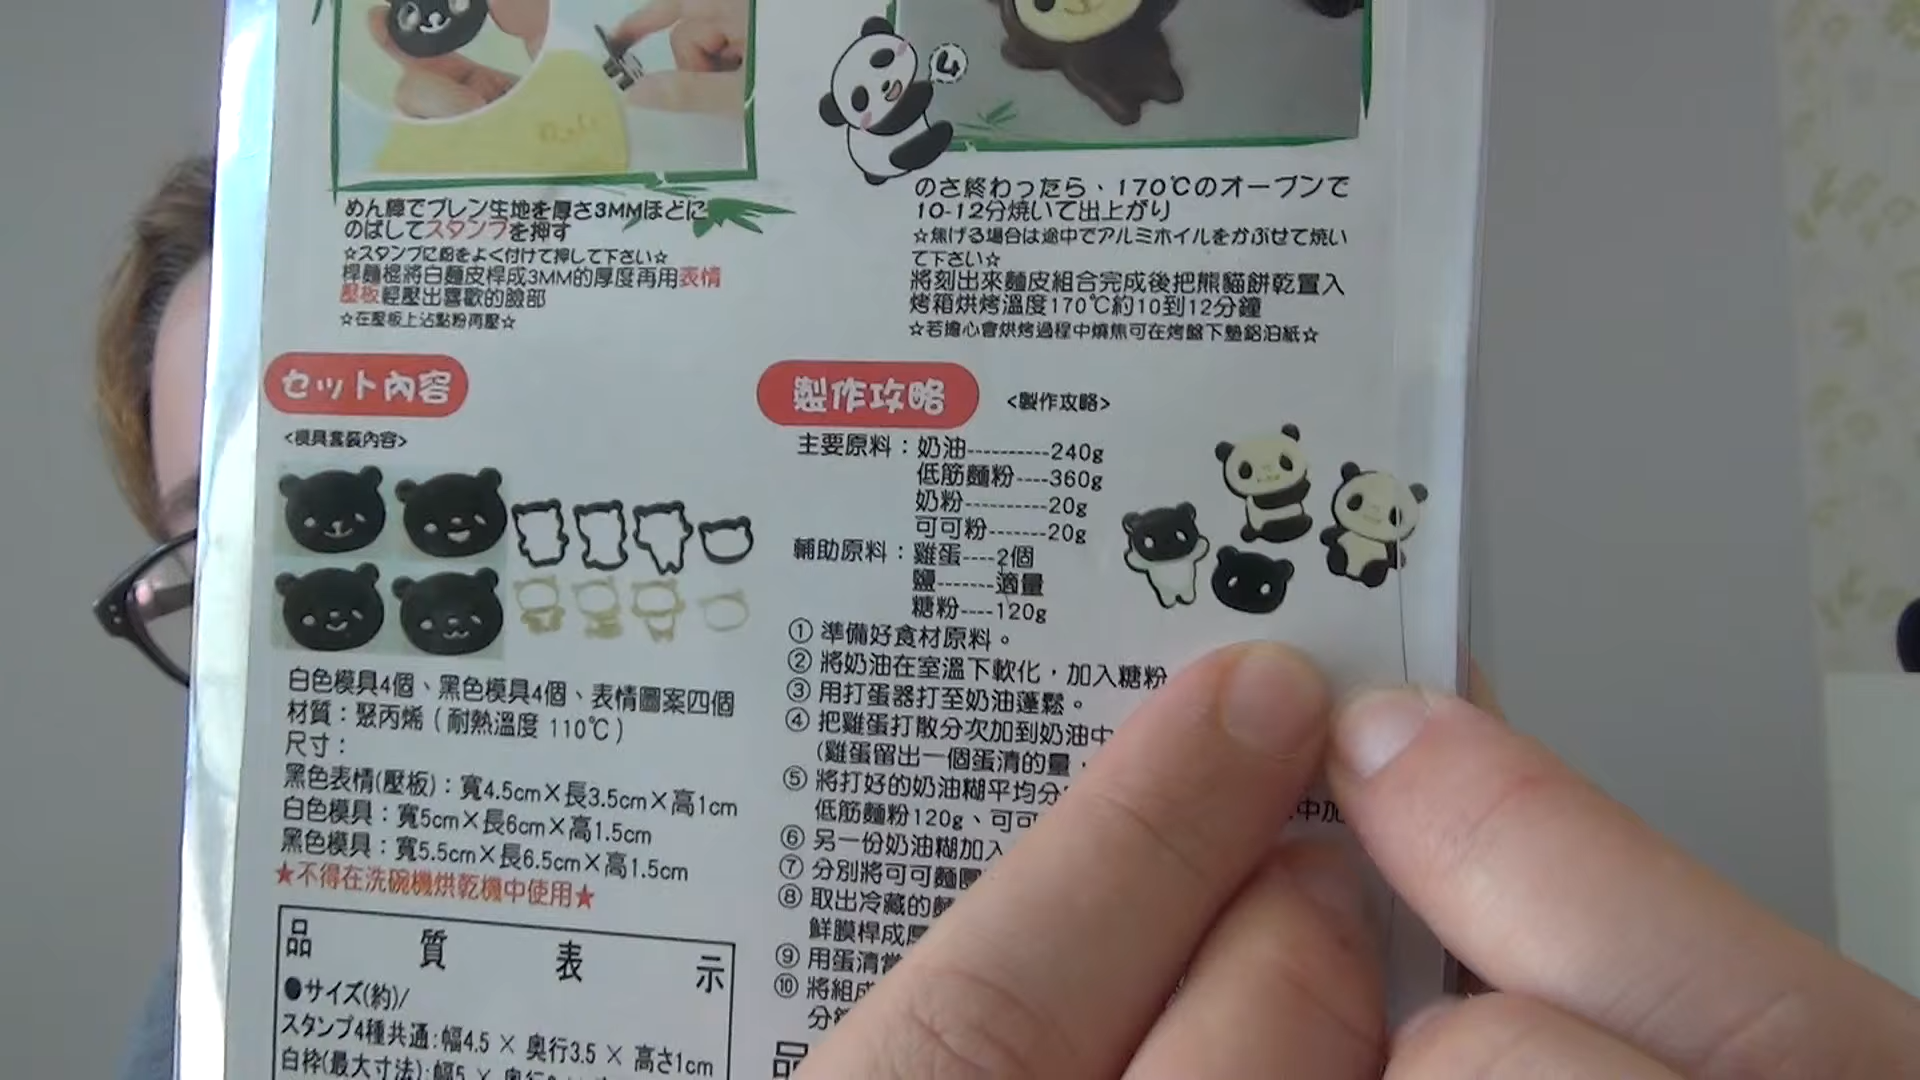 4
めん棒でプレン生地を厚さ3MMほどに
のばしてスタンプを押す
☆スタンプに粉をよく付けて押して下さい☆
桿麵棍將白麵皮桿成3MM的厚度再用表情
壓板輕壓出喜歡的臉部
☆在壓板上沾點粉再壓☆
のさ終わったら、170℃のオーブンで
10-12分焼いて出上がり
☆焦げる場合は途中でアルミホイルをかぶせて焼い
て下さい☆
將刻出來麵皮組合完成後把熊貓餅乾置入
烤箱烘烤溫度170℃約10到12分鐘
☆若擔心會烘烤過程中燒焦可在烤盤下墊鋁泊紙☆
セット內容
<模具套裝內容>
白色模具4個、黑色模具4個、表情圖案四個
材質：聚丙烯（耐熱溫度 110℃）
尺寸：
黑色表情(壓板)：寬4.5cm×長3.5cm×高1cm
白色模具：寬5cm×長6cm×高1.5cm
黑色模具：寬5.5cm×長6.5cm×高1.5cm
★不得在洗碗機烘乾機中使用★
品質表示
●サイズ(約)/
スタンプ4種共通:幅4.5 × 奥行3.5 × 高さ1cm
白枠(最大寸法):幅5 ×
製作攻略
<製作攻略>
主要原料：奶油----------240g
低筋麵粉----360g
奶粉---------20g
可可粉-------20g
輔助原料：雞蛋----2個
鹽-------適量
糖粉----120g
① 準備好食材原料。
② 將奶油在室溫下軟化，加入糖粉
③ 用打蛋器打至奶油蓬鬆。
④ 把雞蛋打散分次加到奶油中
(雞蛋留出一個蛋清的量，
⑤ 將打好的奶油糊平均分
低筋麵粉120g、可可 中加
⑥ 另一份奶油糊加入
⑦ 分別將可可麵團
⑧ 取出冷藏的麵
鮮膜桿成厚
⑨ 用蛋清當
⑩ 將組成
分鐘
品